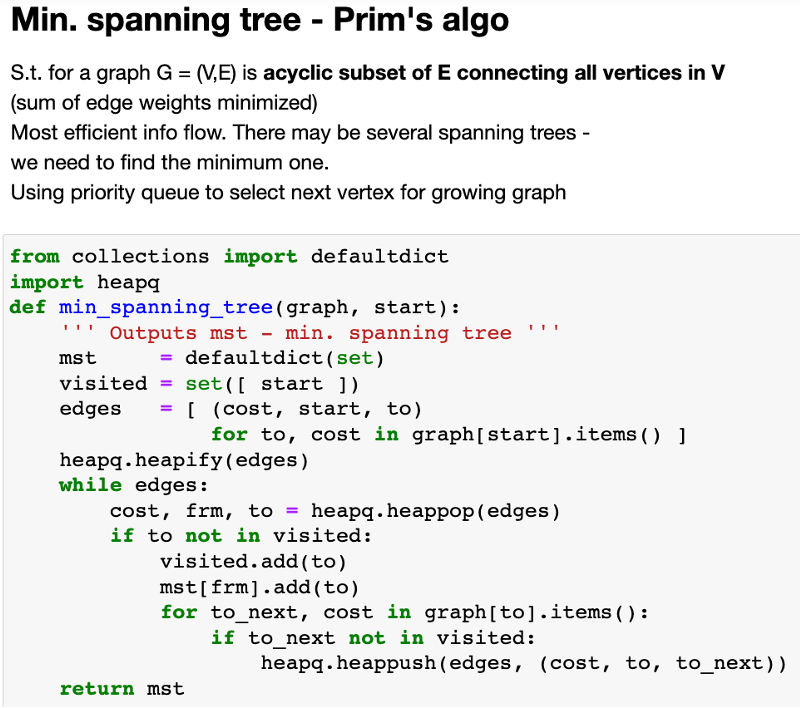 Min. spanning tree - Prim's algo
S.t. for a graph G = (V,E) is acyclic subset of E connecting all vertices in V
(sum of edge weights minimized)
Most efficient info flow. There may be several spanning trees -
we need to find the minimum one.
Using priority queue to select next vertex for growing graph
from collections import defaultdict
import heapq
def min_spanning_tree(graph, start):
    ''' Outputs mst - min. spanning tree '''
    mst     = defaultdict(set)
    visited = set([ start ])
    edges   = [ (cost, start, to)
                for to, cost in graph[start].items() ]
    heapq.heapify(edges)
    while edges:
        cost, frm, to = heapq.heappop(edges)
        if to not in visited:
            visited.add(to)
            mst[frm].add(to)
            for to_next, cost in graph[to].items():
                if to_next not in visited:
                    heapq.heappush(edges, (cost, to, to_next))
    return mst